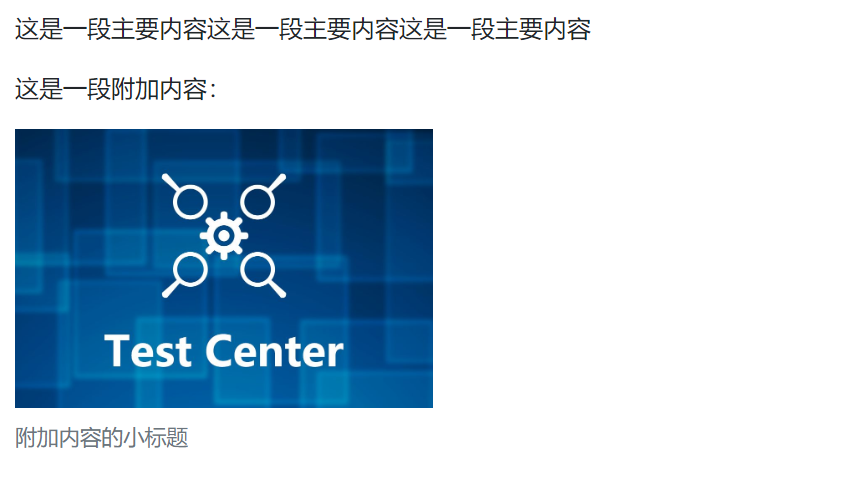 这是一段主要内容这是一段主要内容这是一段主要内容
这是一段附加内容：
Test Center
附加内容的小标题